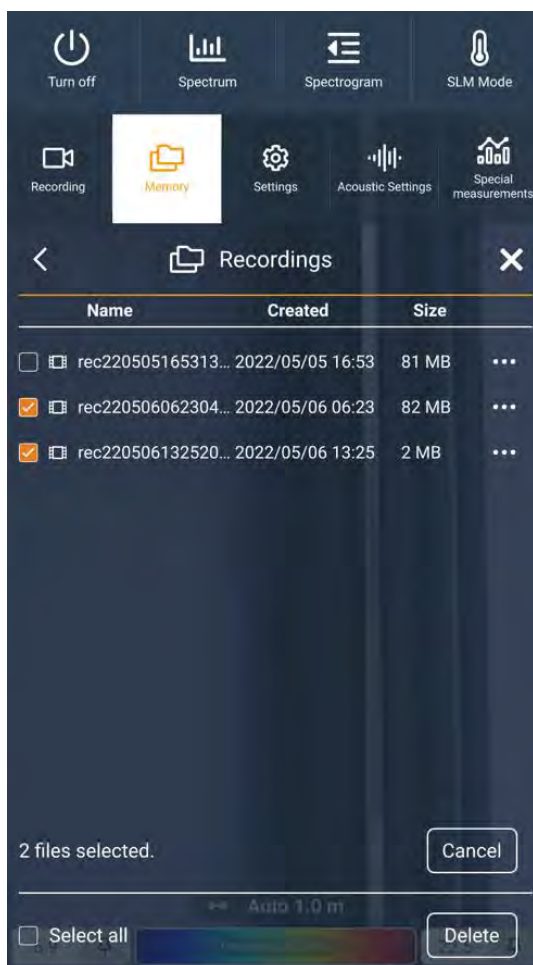 Turn off Spectrum Spectrogram SLM Mode
Recording Memory Settings Acoustic Settings Special measurements
Recordings
Name Created Size
rec220505165313... 2022/05/05 16:53 81 MB
rec220506062304... 2022/05/06 06:23 82 MB
rec220506132520... 2022/05/06 13:25 2 MB
2 files selected. Cancel
Auto 1.0 m
Select all Delete